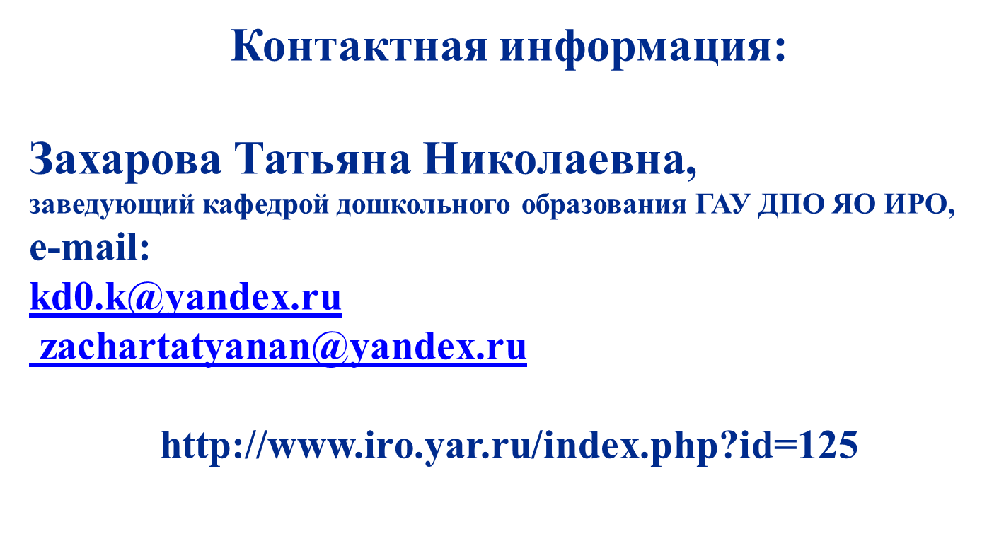 Контактная информация:
Захарова Татьяна Николаевна,
заведующий кафедрой дошкольного образования ГАУ ДПО ЯО ИРО,
e-mail:
kd0.k@yandex.ru
zachartatyanan@yandex.ru
http://www.iro.yar.ru/index.php?id=125